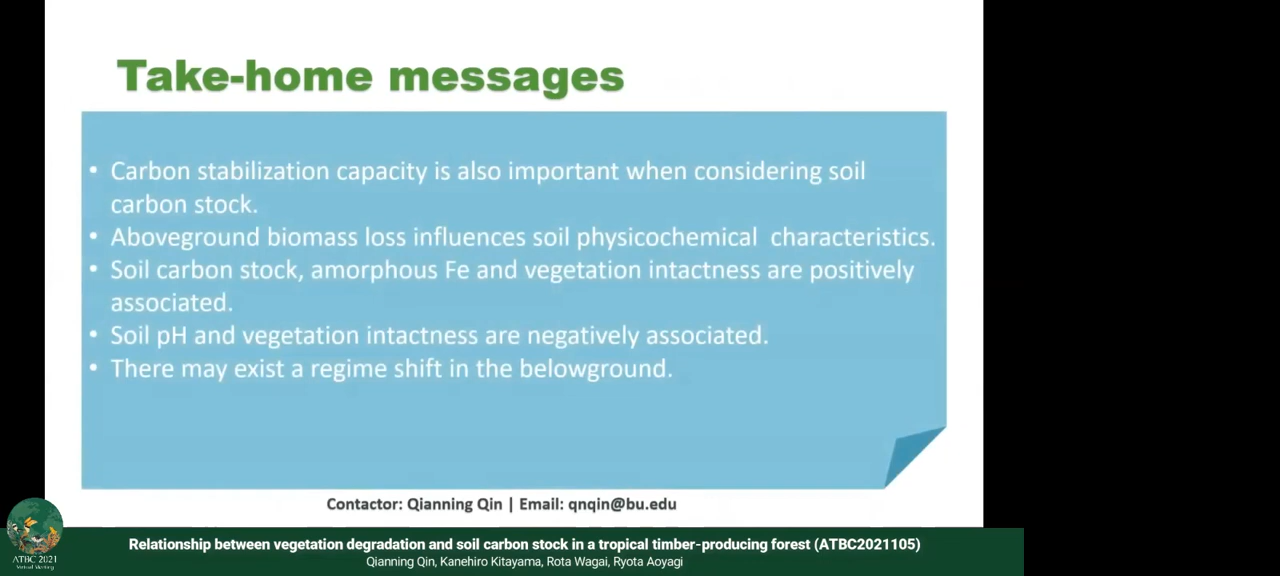 Take-home messages
• Carbon stabilization capacity is also important when considering soil
carbon stock.
• Aboveground biomass loss influences soil physicochemical characteristics.
• Soil carbon stock, amorphous Fe and vegetation intactness are positively
associated.
• Soil pH and vegetation intactness are negatively associated.
• There may exist a regime shift in the belowground.
Contactor: Qianning Qin | Email: qnqin@bu.edu
ATBC 2021
Virtual Meeting
Relationship between vegetation degradation and soil carbon stock in a tropical timber-producing forest (ATBC2021105)
Qianning Qin, Kanehiro Kitayama, Rota Wagai, Ryota Aoyagi